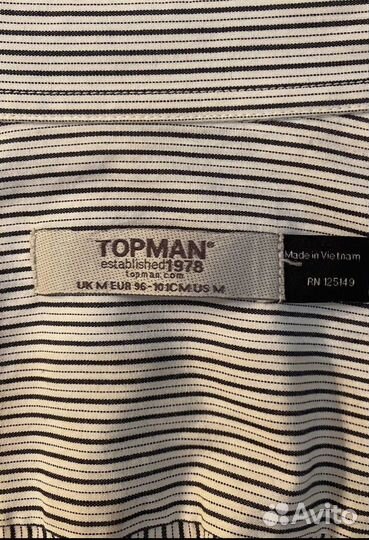 TOPMAN®
established 1978
topman.com
UK M EUR 96-101CM US M
Made in Vietnam
RN 125149
Avito